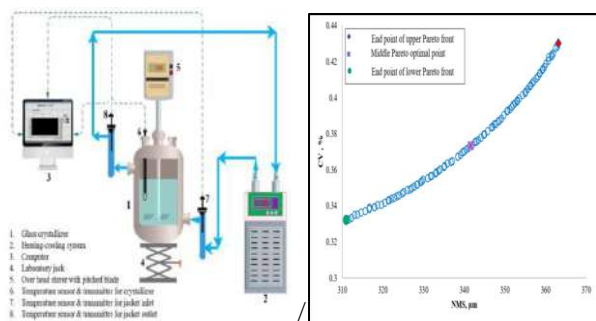 5
8
6
7
3
1
4
2
1. Glass crystallizer
2. Heating-cooling system
3. Computer
4. Laboratory jack
5. Over head stirrer with pitched blade
6. Temperature sensor & transmitter for crystallizer
7. Temperature sensor & transmitter for jacket inlet
8. Temperature sensor & transmitter for jacket outlet
/
End point of upper Pareto front
Middle Pareto optimal point
End point of lower Pareto front
CV, %
0.44
0.42
0.4
0.38
0.36
0.34
0.32
0.3
310 320 330 340 350 360 370
NMS, µm